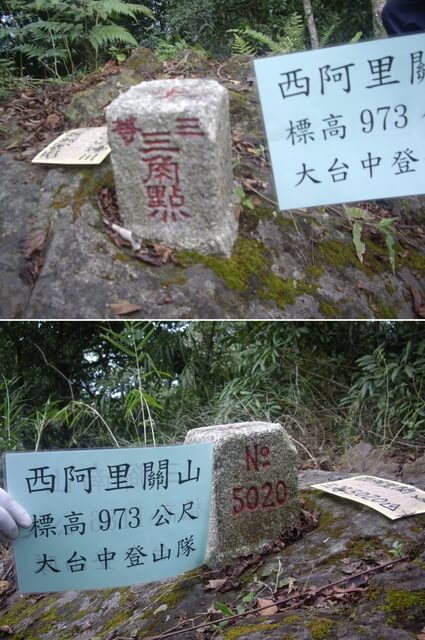 三等
三角點
西阿里關
標高 973
大台中登
西阿里關山
標高 973 公尺
大台中登山隊
№
5020